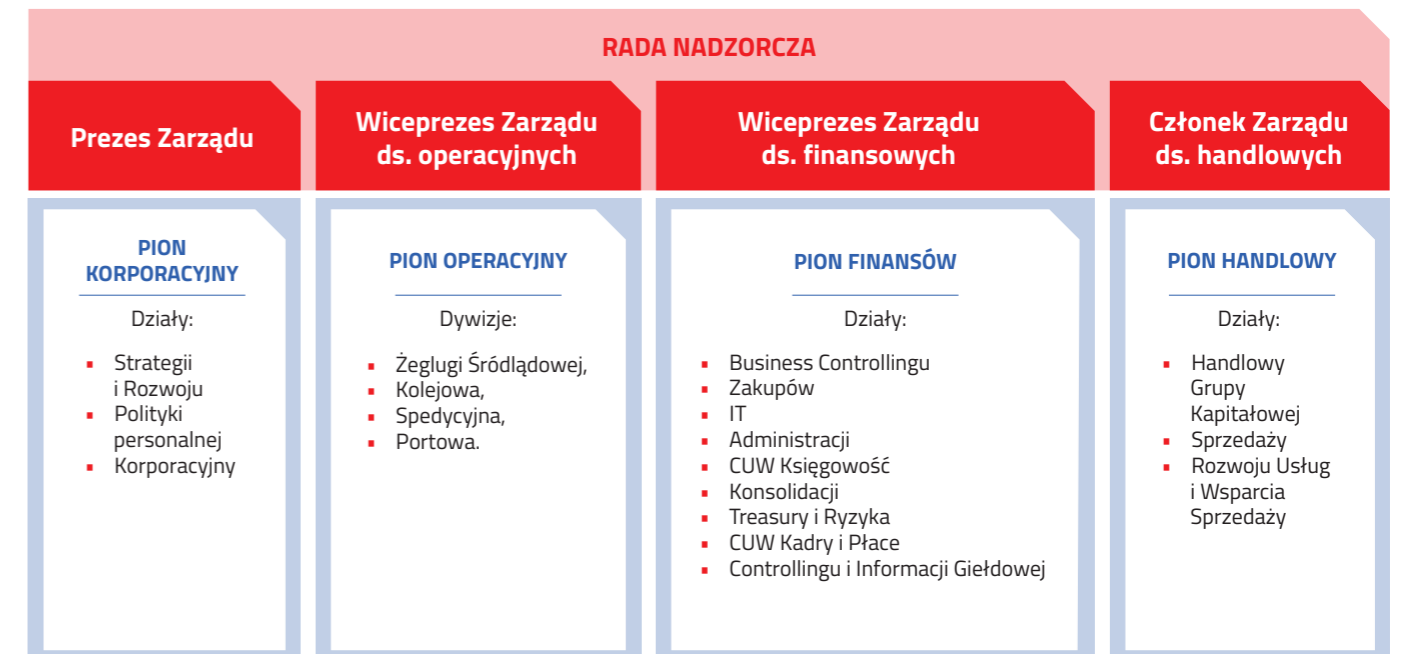 RADA NADZORCZA
Prezes Zarządu
Wiceprezes Zarządu
ds. operacyjnych
Wiceprezes Zarządu
ds. finansowych
Członek Zarządu
ds. handlowych
PION
KORPORACYJNY
Działy:
▪ Strategii
i Rozwoju
▪ Polityki
personalnej
▪ Korporacyjny
PION OPERACYJNY
Dywizje:
▪ Żeglugi Śródlądowej,
▪ Kolejowa,
▪ Spedycyjna,
▪ Portowa.
PION FINANSÓW
Działy:
▪ Business Controllingu
▪ Zakupów
▪ IT
▪ Administracji
▪ CUW Księgowość
▪ Konsolidacji
▪ Treasury i Ryzyka
▪ CUW Kadry i Płace
▪ Controllingu i Informacji Giełdowej
PION HANDLOWY
Działy:
▪ Handlowy
Grupy
Kapitałowej
▪ Sprzedaży
▪ Rozwoju Usług
i Wsparcia
Sprzedaży